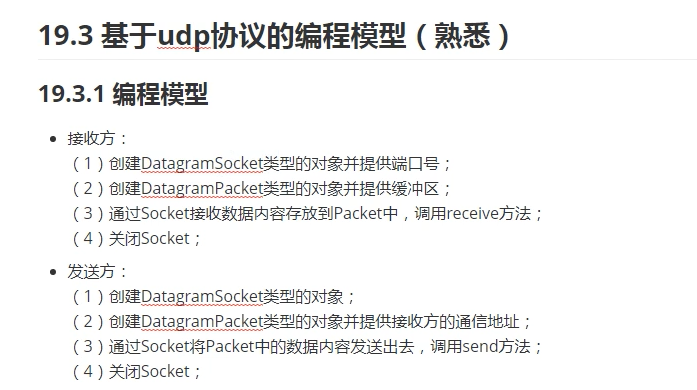 19.3 基于udp协议的编程模型（熟悉）
19.3.1 编程模型
• 接收方：
（1）创建DatagramSocket类型的对象并提供端口号；
（2）创建DatagramPacket类型的对象并提供缓冲区；
（3）通过Socket接收数据内容存放到Packet中，调用receive方法；
（4）关闭Socket；
• 发送方：
（1）创建DatagramSocket类型的对象；
（2）创建DatagramPacket类型的对象并提供接收方的通信地址；
（3）通过Socket将Packet中的数据内容发送出去，调用send方法；
（4）关闭Socket；